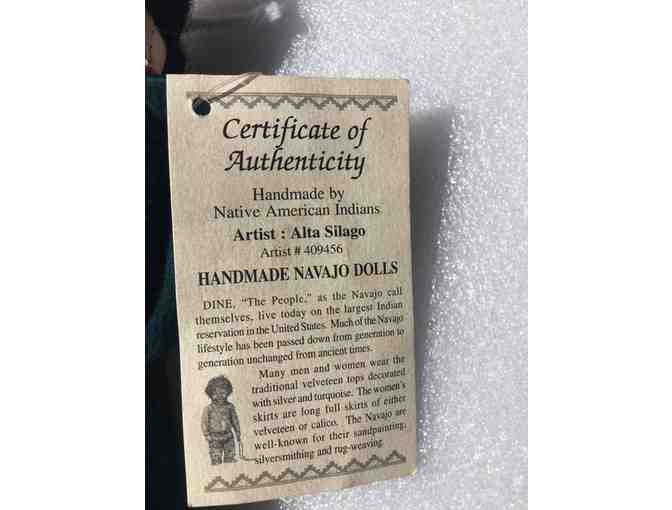 Certificate of
Authenticity
Handmade by
Native American Indians
Artist : Alta Silago
Artist # 409456
HANDMADE NAVAJO DOLLS
DINE, “The People,” as the Navajo call
themselves, live today on the largest Indian
reservation in the United States. Much of the Navajo
lifestyle has been passed down from generation to
generation unchanged from ancient times.
Many men and women wear the
traditional velveteen tops decorated
with silver and turquoise. The women's
skirts are long full skirts of either
velveteen or calico. The Navajo are
well-known for their sandpainting,
silversmithing and rug-weaving.